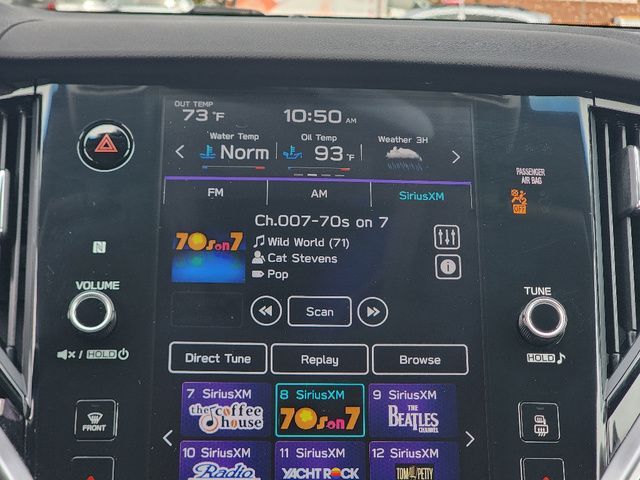 OUT TEMP
73 °F
10:50 AM
Water Temp
Norm
Oil Temp
93 °F
Weather 3H
PASSENGER
AIR BAG
OFF
FM
AM
SiriusXM
Ch.007-70s on 7
70s on 7
Wild World (71)
Cat Stevens
Pop
N
VOLUME
TUNE
Scan
HOLD
HOLD
Direct Tune
Replay
Browse
7 SiriusXM
the coffee
house
8 SiriusXM
70s on 7
9 SiriusXM
THE
BEATLES
CHANNEL
FRONT
10 SiriusXM
Radio
11 SiriusXM
YACHT ROCK
12 SiriusXM
TOM PETTY